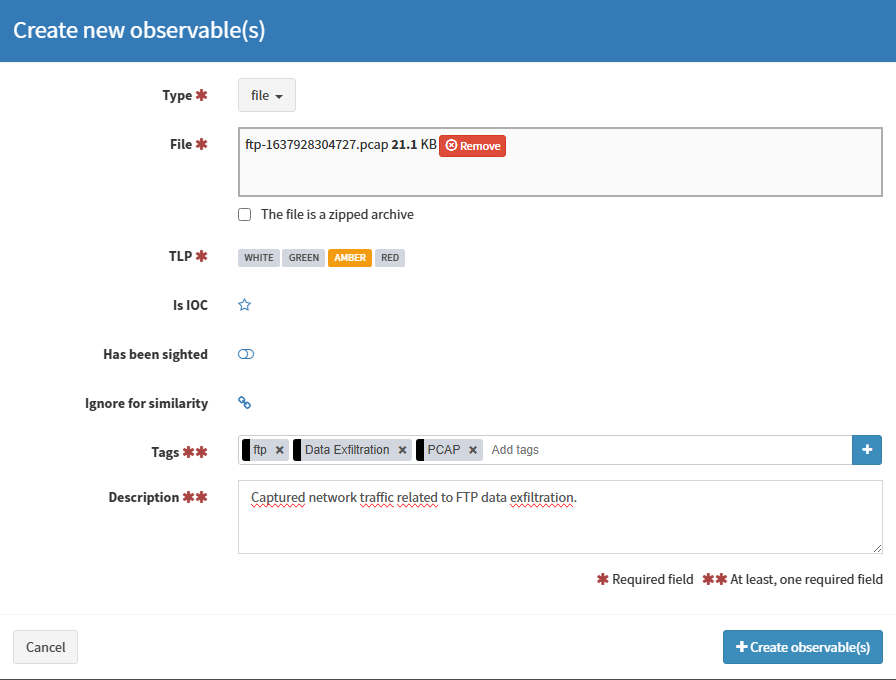 Create new observable(s)
Type ✱ file
File ✱ ftp-1637928304727.pcap 21.1 KB Remove
The file is a zipped archive
TLP ✱ WHITE GREEN AMBER RED
Is IOC
Has been sighted
Ignore for similarity
Tags ✱✱ ftp × Data Exfiltration × PCAP × Add tags +
Description ✱✱ Captured network traffic related to FTP data exfiltration.
✱ Required field ✱✱ At least, one required field
Cancel + Create observable(s)